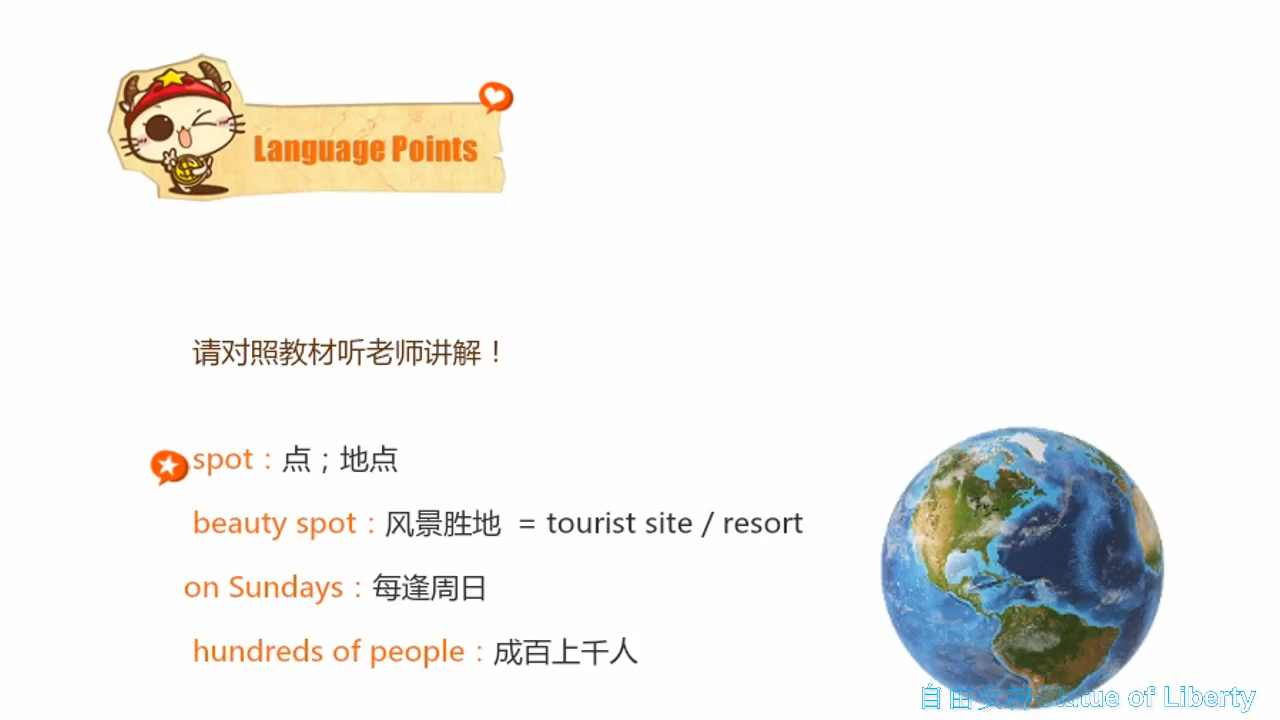 Language Points
请对照教材听老师讲解！
spot：点；地点
beauty spot：风景胜地 = tourist site / resort
on Sundays：每逢周日
hundreds of people：成百上千人
自由女神 Statue of Liberty